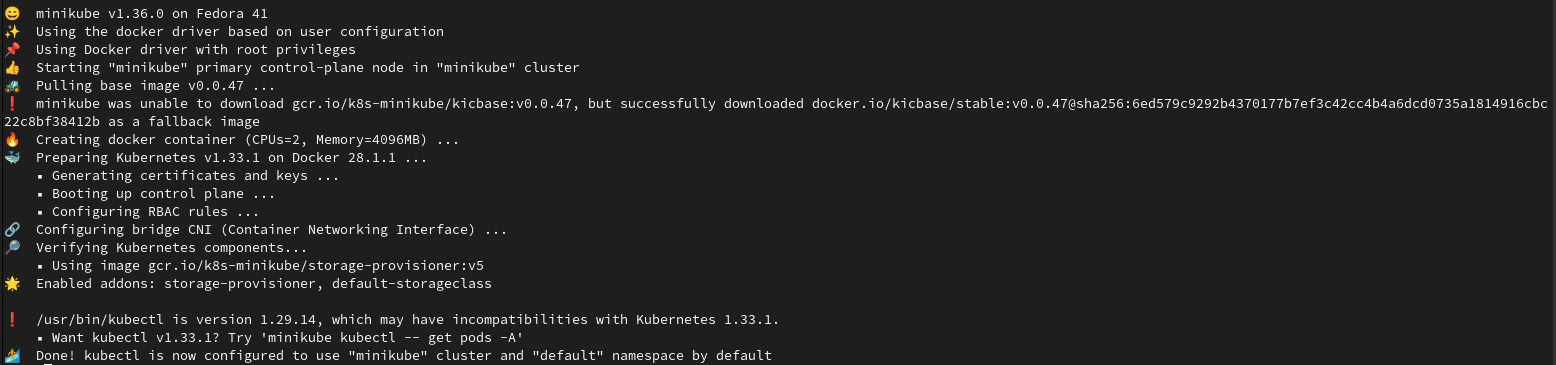 😄 minikube v1.36.0 on Fedora 41
✨ Using the docker driver based on user configuration
📌 Using Docker driver with root privileges
👍 Starting "minikube" primary control-plane node in "minikube" cluster
🚜 Pulling base image v0.0.47 ...
❗ minikube was unable to download gcr.io/k8s-minikube/kicbase:v0.0.47, but successfully downloaded docker.io/kicbase/stable:v0.0.47@sha256:6ed579c9292b4370177b7ef3c42cc4b4a6dcd0735a1814916cbc
22c8bf38412b as a fallback image
🔥 Creating docker container (CPUs=2, Memory=4096MB) ...
🐳 Preparing Kubernetes v1.33.1 on Docker 28.1.1 ...
▪ Generating certificates and keys ...
▪ Booting up control plane ...
▪ Configuring RBAC rules ...
🔗 Configuring bridge CNI (Container Networking Interface) ...
🔎 Verifying Kubernetes components...
▪ Using image gcr.io/k8s-minikube/storage-provisioner:v5
🌟 Enabled addons: storage-provisioner, default-storageclass
❗ /usr/bin/kubectl is version 1.29.14, which may have incompatibilities with Kubernetes 1.33.1.
▪ Want kubectl v1.33.1? Try 'minikube kubectl -- get pods -A'
🏄 Done! kubectl is now configured to use "minikube" cluster and "default" namespace by default